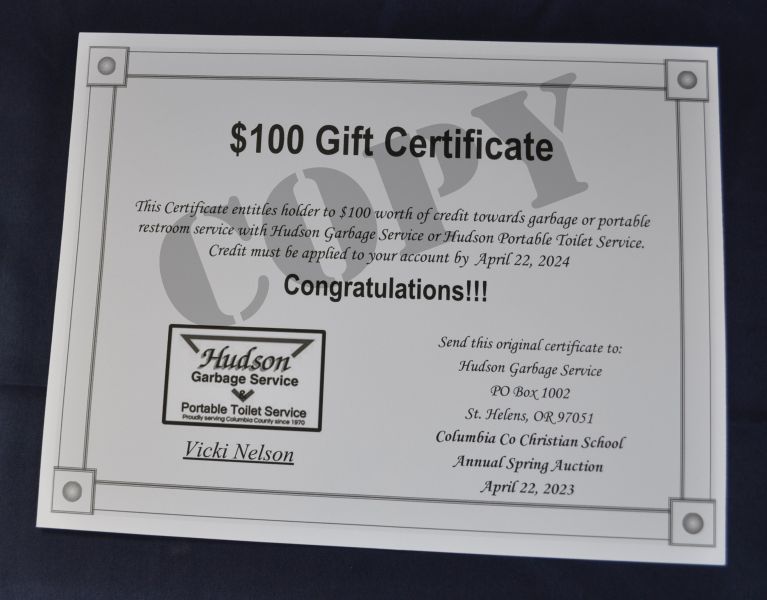 COPY
$100 Gift Certificate
This Certificate entitles holder to $100 worth of credit towards garbage or portable
restroom service with Hudson Garbage Service or Hudson Portable Toilet Service.
Credit must be applied to your account by April 22, 2024
Congratulations!!!
Hudson
Garbage Service
&
Portable Toilet Service
Proudly serving Columbia County since 1970
Vicki Nelson
Send this original certificate to:
Hudson Garbage Service
PO Box 1002
St. Helens, OR 97051
Columbia Co Christian School
Annual Spring Auction
April 22, 2023